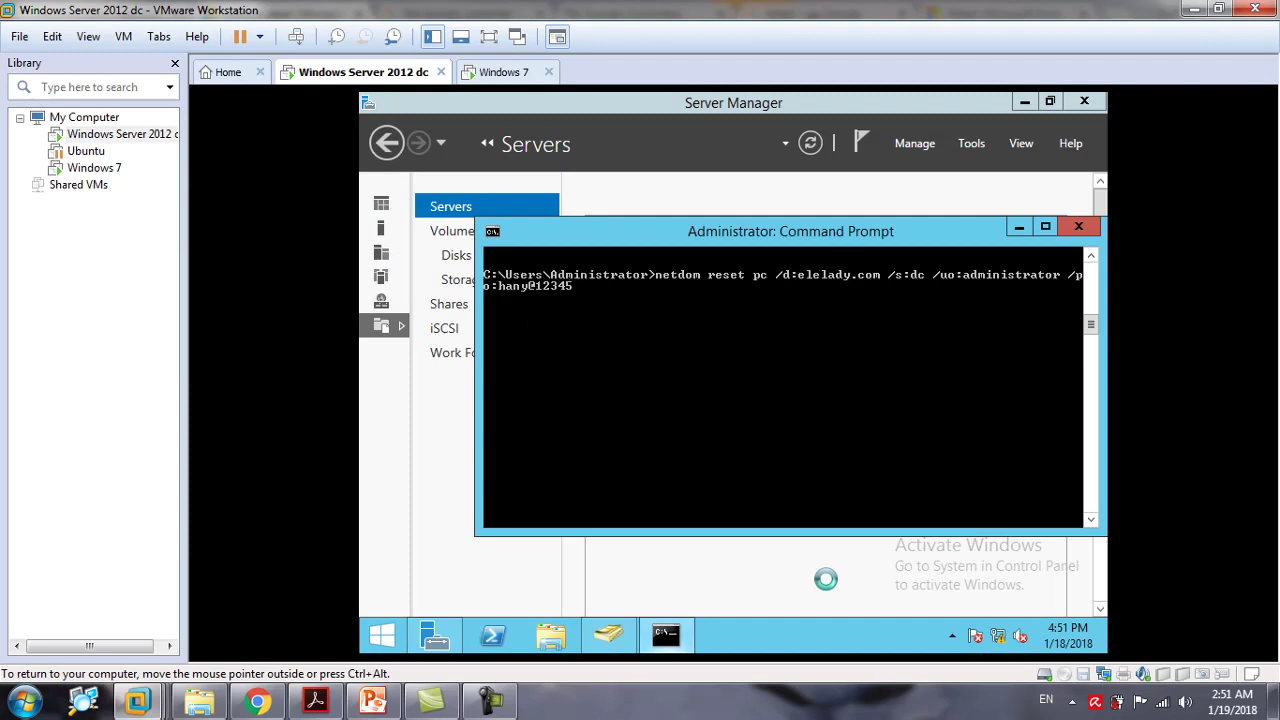 Windows Server 2012 dc - VMware Workstation
File Edit View VM Tabs Help
Library
Type here to search
My Computer
Windows Server 2012 d
Ubuntu
Windows 7
Shared VMs
Home
Windows Server 2012 dc
Windows 7
Server Manager
Servers
Manage Tools View Help
Servers
Volume
Disks
Storag
Shares
iSCSI
Work Fo
Administrator: Command Prompt
C:\Users\Administrator>netdom reset pc /d:elelady.com /s:dc /uo:administrator /p
o:hany@12345
Activate Windows
Go to System in Control Panel
to activate Windows.
4:51 PM
1/18/2018
To return to your computer, move the mouse pointer outside or press Ctrl+Alt.
EN
2:51 AM
1/19/2018